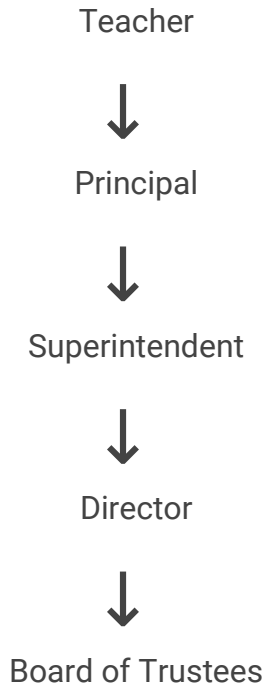 Teacher
Principal
Superintendent
Director
Board of Trustees